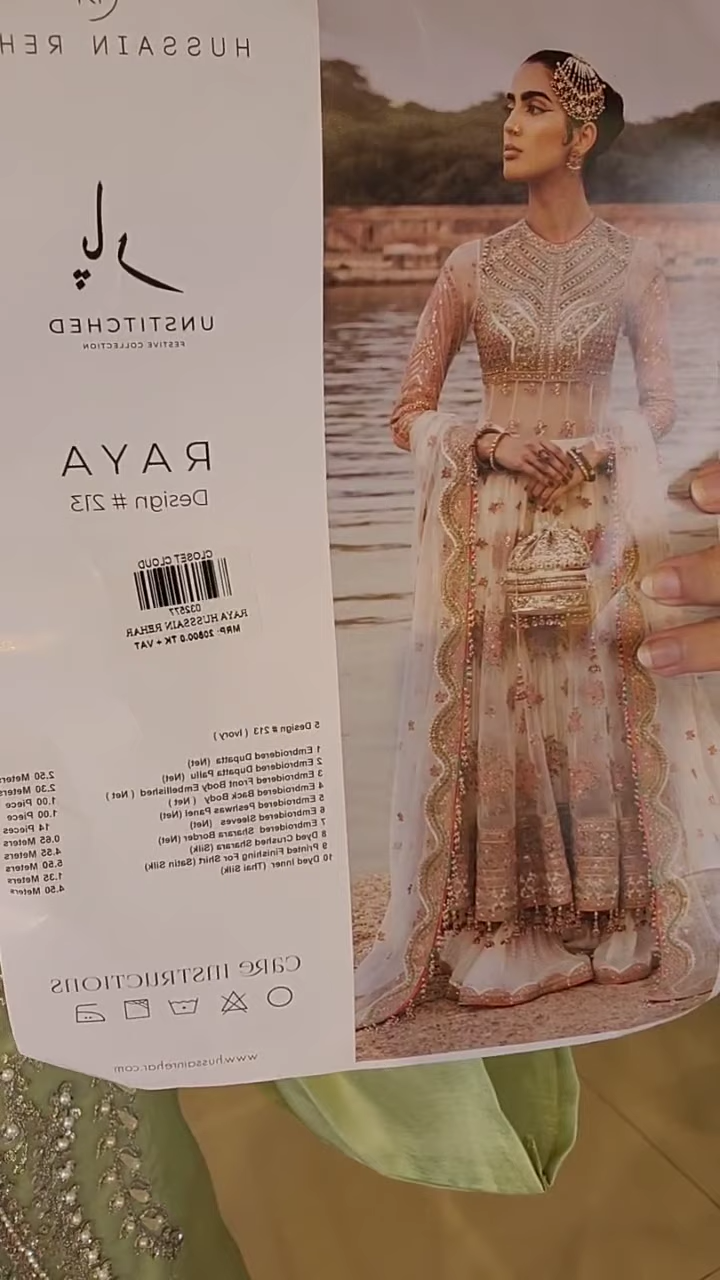 HUSSAIN REH
UNSTITCHED
FESTIVE COLLECTION
RAYA
Design # 213
CLOSET CLOUD
032577
RAYA HUSSSAIN REHAR
MRP-20800.0 TK + VAT
5 Design # 213 ( Ivory )
1 Embroidered Dupatta (Net) 2.50 Meters
2 Embroidered Dupatta Pallu (Net) 2.30 Meters
3 Embroidered Front Body Embellished ( Net ) 1.00 Piece
4 Embroidered Back Body ( Net ) 1.00 Piece
5 Embroidered Peshwas Panel (Net) 14 Pieces
6 Embroidered Sleeves (Net) 0.65 Meters
7 Embroidered Sharara Border (Net) 4.55 Meters
8 Dyed Crushed Sharara (Silk) 5.50 Meters
9 Printed Finishing For Shirt (Satin Silk) 1.35 Meters
10 Dyed Inner (Thai Silk) 4.50 Meters
CARE INSTRUCTIONS
www.hussainrehar.com